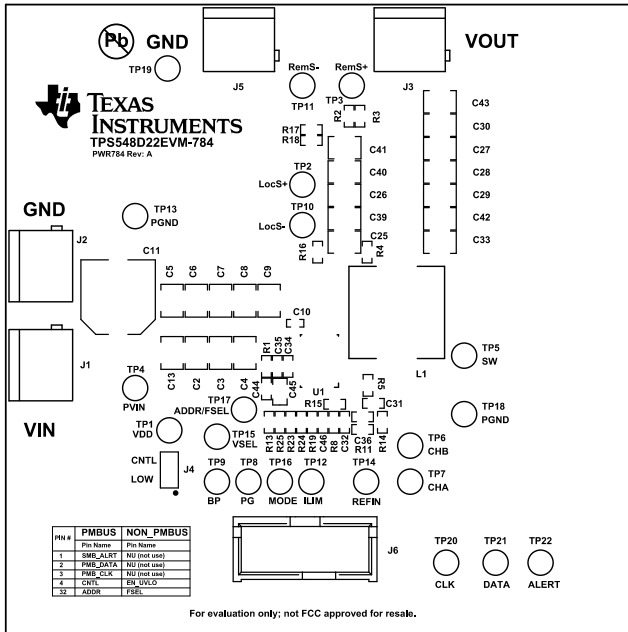 Pb
GND
VOUT
TP19
J5
RemS-
RemS+
J3
TP11
TP3
TEXAS
INSTRUMENTS
TPS548D22EVM-784
PWR784 Rev: A
R2
R3
R17
R18
C43
C30
C41
C27
TP2
C40
C28
LocS+
C26
C29
TP10
C39
C42
LocS-
C25
C33
R16
R4
GND
TP13
PGND
J2
C11
C5
C6
C7
C8
C9
C10
J1
TP4
PVIN
C13
C2
C3
C4
R1
C35
C34
C44
C45
U1
L1
TP5
SW
R5
VIN
TP17
ADDR/FSEL
R15
C31
TP18
PGND
TP1
VDD
TP15
VSEL
R13
R25
R23
R24
R19
C46
R8
C32
C36
R11
R14
TP6
CHB
CNTL
J4
LOW
TP9
TP8
TP16
TP12
TP14
TP7
CHA
BP
PG
MODE
ILIM
REFIN
J6
PIN # PMBUS NON_PMBUS
Pin Name Pin Name
1 SMB_ALRT NU (not use)
2 PMB_DATA NU (not use)
3 PMB_CLK NU (not use)
4 CNTL EN_UVLO
32 ADDR FSEL
TP20
TP21
TP22
CLK
DATA
ALERT
For evaluation only; not FCC approved for resale.